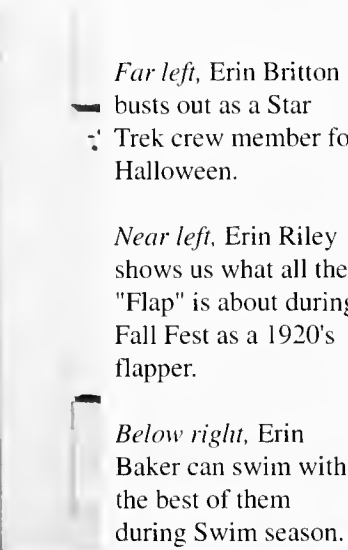 Far left, Erin Britton
busts out as a Star
Trek crew member fo
Halloween.
Near left, Erin Riley
shows us what all the
"Flap" is about during
Fall Fest as a 1920's
flapper.
Below right, Erin
Baker can swim with
the best of them
during Swim season.